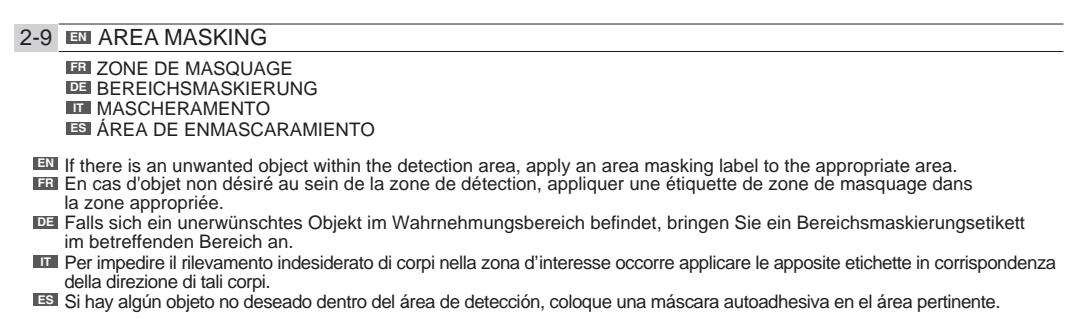 2-9 EN AREA MASKING
FR ZONE DE MASQUAGE
DE BEREICHSMASKIERUNG
IT MASCHERAMENTO
ES ÁREA DE ENMASCARAMIENTO
EN If there is an unwanted object within the detection area, apply an area masking label to the appropriate area.
FR En cas d'objet non désiré au sein de la zone de détection, appliquer une étiquette de zone de masquage dans
la zone appropriée.
DE Falls sich ein unerwünschtes Objekt im Wahrnehmungsbereich befindet, bringen Sie ein Bereichsmaskierungsetikett
im betreffenden Bereich an.
IT Per impedire il rilevamento indesiderato di corpi nella zona d’interesse occorre applicare le apposite etichette in corrispondenza
della direzione di tali corpi.
ES Si hay algún objeto no deseado dentro del área de detección, coloque una máscara autoadhesiva en el área pertinente.